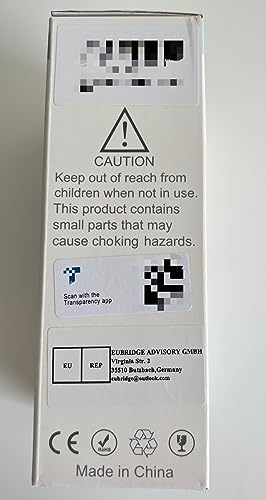 CAUTION
Keep out of reach from
children when not in use.
This product contains
small parts that may
cause choking hazards.
Scan with the
Transparency app
EU REP
EUBRIDGE ADVISORY GMBH
Virginia Str. 2
35510 Butzbach,Germany
eubridge@outlook.com
CE RoHS
Made in China